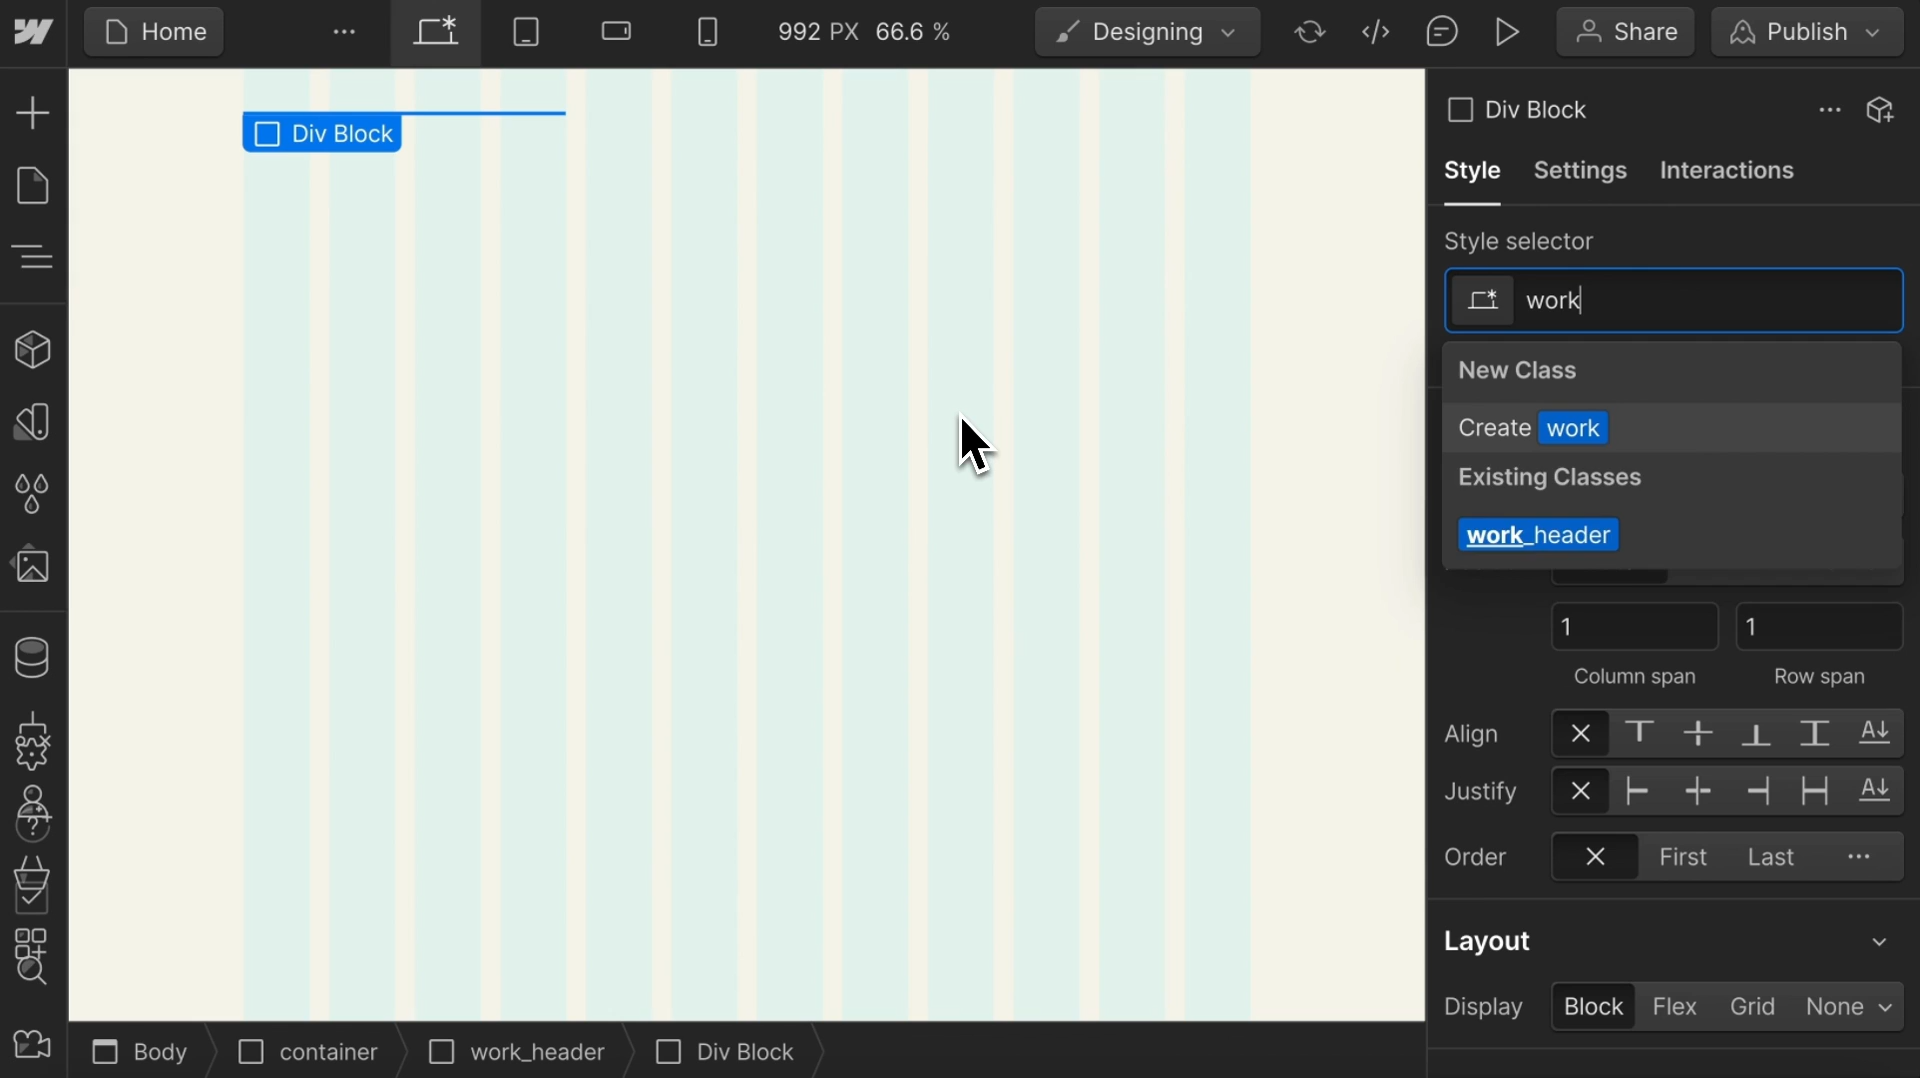 Home
992 PX 66.6 %
Designing
Share
Publish
Div Block
Div Block
Style Settings Interactions
Style selector
work
New Class
Create work
Existing Classes
work_header
1 1
Column span Row span
Align
Justify
Order First Last
Layout
Display Block Flex Grid None
Body container work_header Div Block